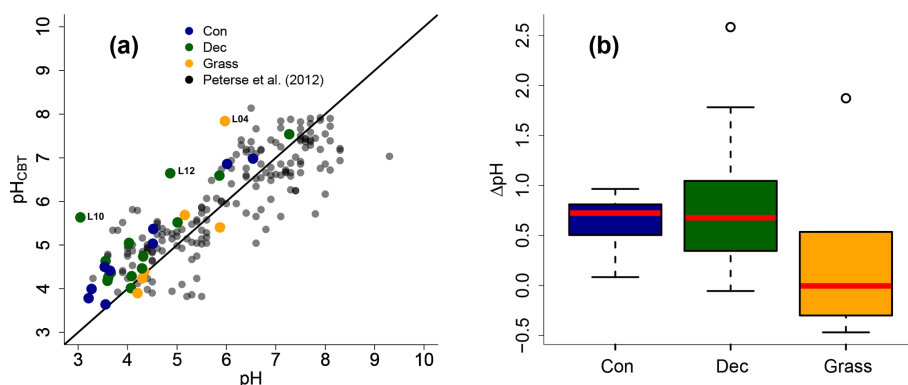 (a)
Con
Dec
Grass
Peterse et al. (2012)
L04
L12
L10
pH_CBT
10
9
8
7
6
5
4
3
3 4 5 6 7 8 9 10
pH
(b)
ΔpH
2.5
2.0
1.5
1.0
0.5
0.0
−0.5
Con Dec Grass